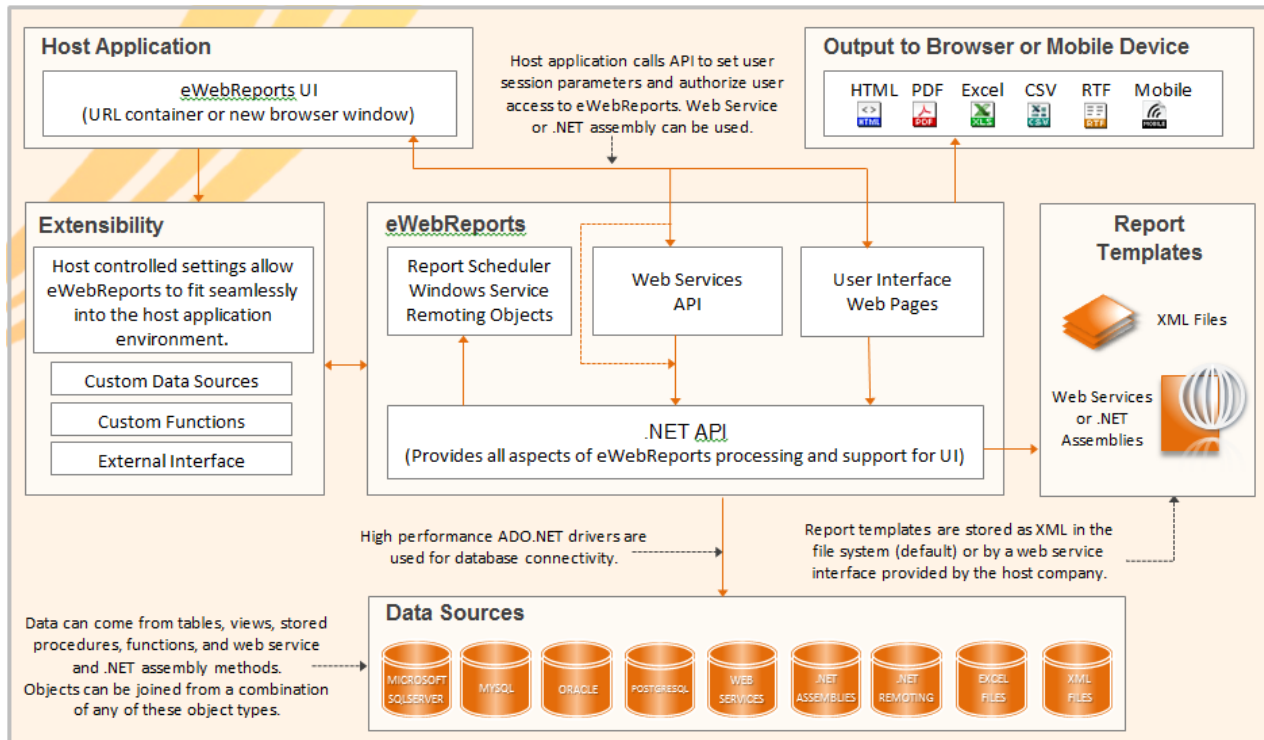 Host Application
eWebReports UI
(URL container or new browser window)
Host application calls API to set user
session parameters and authorize user
access to eWebReports. Web Service
or .NET assembly can be used.
Output to Browser or Mobile Device
HTML PDF Excel CSV RTF Mobile
<> HTML PDF XLS CSV RTF MOBILE
Extensibility
Host controlled settings allow
eWebReports to fit seamlessly
into the host application
environment.
Custom Data Sources
Custom Functions
External Interface
eWebReports
Report Scheduler
Windows Service
Remoting Objects
Web Services
API
User Interface
Web Pages
.NET API
(Provides all aspects of eWebReports processing and support for UI)
Report
Templates
XML Files
Web Services
or .NET
Assemblies
High performance ADO.NET drivers are
used for database connectivity.
Report templates are stored as XML in the
file system (default) or by a web service
interface provided by the host company.
Data can come from tables, views, stored
procedures, functions, and web service
and .NET assembly methods.
Objects can be joined from a combination
of any of these object types.
Data Sources
MICROSOFT
SQLSERVER
MYSQL
ORACLE
POSTGRESQL
WEB
SERVICES
.NET
ASSEMBLIES
.NET
REMOTING
EXCEL
FILES
XML
FILES